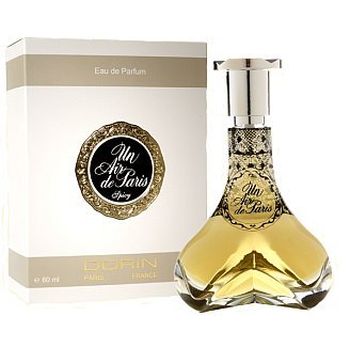 Eau de Parfum
Un
Air
de Paris
Spicy
DORIN
PARIS FRANCE
e 60 ml
Un
Air
de Paris